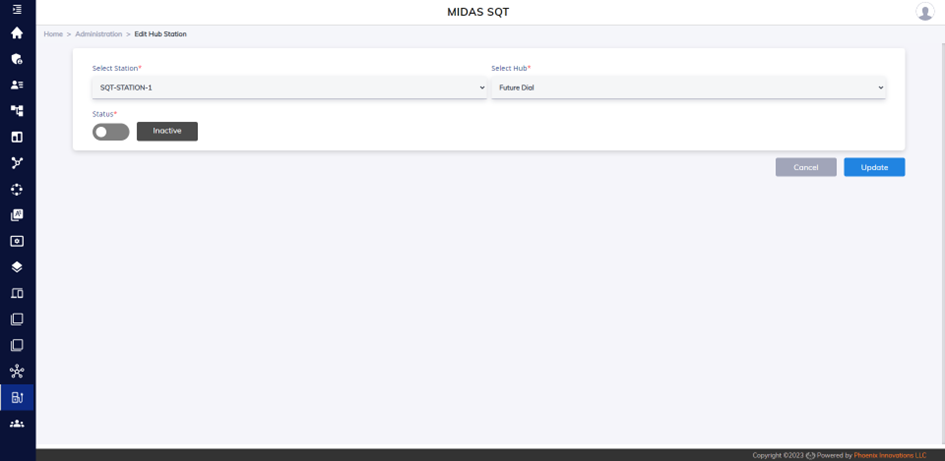 MIDAS SQT
Home > Administration > Edit Hub Station
Select Station*
Select Hub*
SQT-STATION-1
Future Dial
Status*
Inactive
Cancel
Update
Copyright ©2023 Powered by Phoenix Innovations LLC